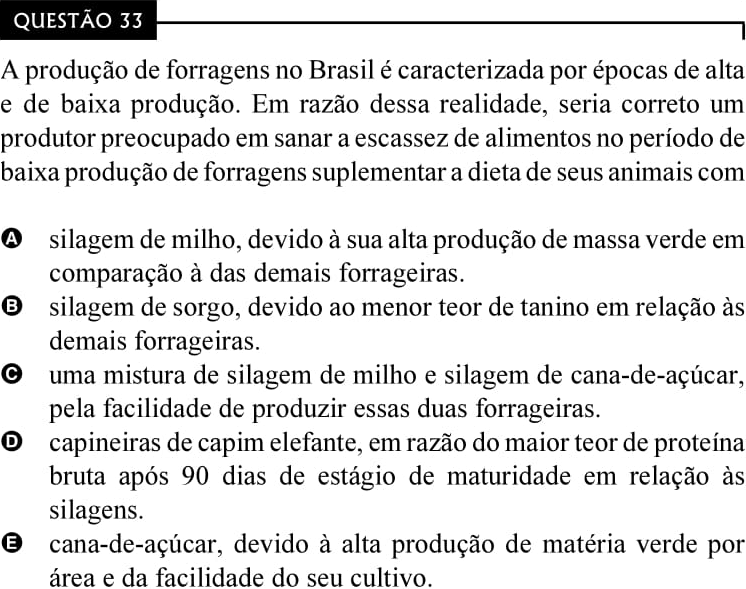 QUESTÃO 33
A produção de forragens no Brasil é caracterizada por épocas de alta
e de baixa produção. Em razão dessa realidade, seria correto um
produtor preocupado em sanar a escassez de alimentos no período de
baixa produção de forragens suplementar a dieta de seus animais com
A silagem de milho, devido à sua alta produção de massa verde em
comparação à das demais forrageiras.
B silagem de sorgo, devido ao menor teor de tanino em relação às
demais forrageiras.
C uma mistura de silagem de milho e silagem de cana-de-açúcar,
pela facilidade de produzir essas duas forrageiras.
D capineiras de capim elefante, em razão do maior teor de proteína
bruta após 90 dias de estágio de maturidade em relação às
silagens.
E cana-de-açúcar, devido à alta produção de matéria verde por
área e da facilidade do seu cultivo.